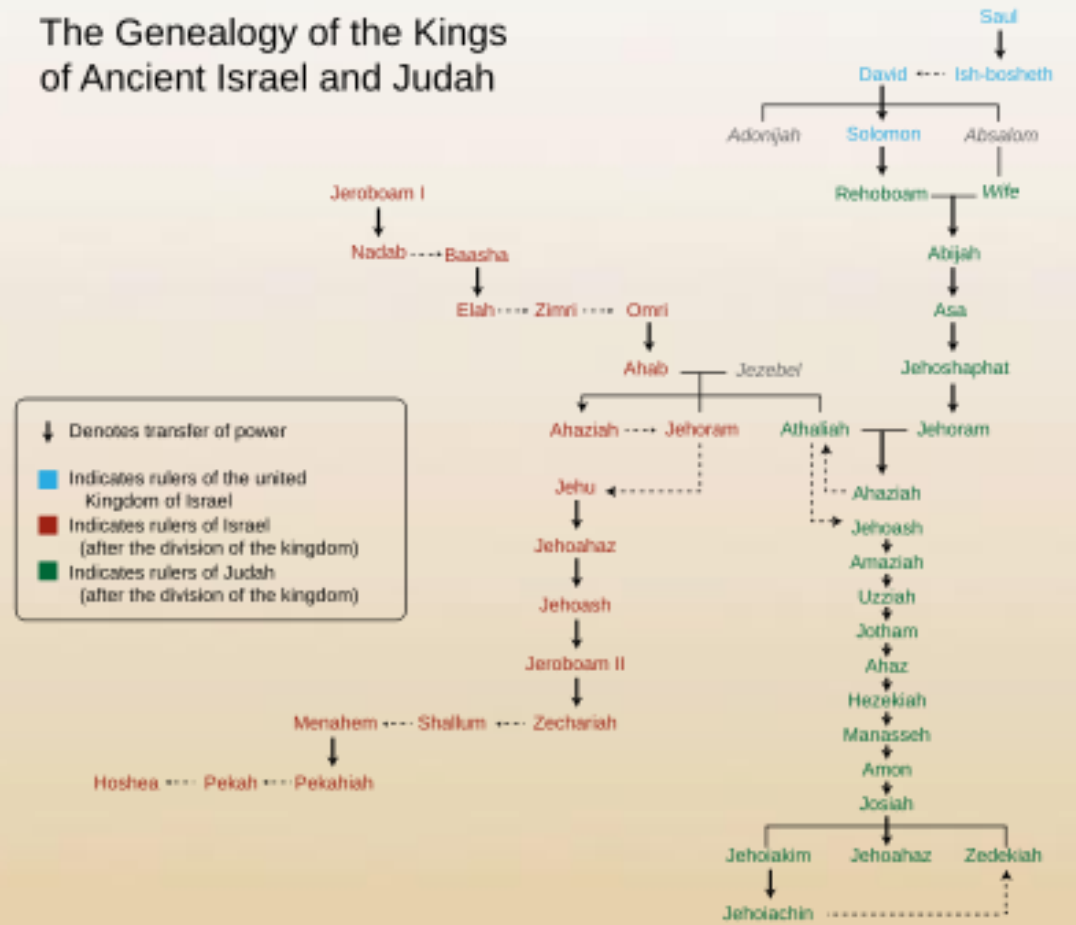 The Genealogy of the Kings
of Ancient Israel and Judah
Saul
David Ish-bosheth
Adonijah Solomon Absalom
Jeroboam I Rehoboam Wife
Nadab Baasha Abijah
Elah Zimri Omri Asa
Ahab Jezebel Jehoshaphat
Ahaziah Jehoram Athaliah Jehoram
Denotes transfer of power
Indicates rulers of the united
Kingdom of Israel
Indicates rulers of Israel
(after the division of the kingdom)
Indicates rulers of Judah
(after the division of the kingdom)
Jehu Ahaziah
Jehoash
Jehoahaz Amaziah
Jehoash Uzziah
Jotham
Jeroboam II Ahaz
Hezekiah
Menahem Shallum Zechariah Manasseh
Hoshea Pekah Pekahiah Amon
Josiah
Jehoiakim Jehoahaz Zedekiah
Jehoiachin